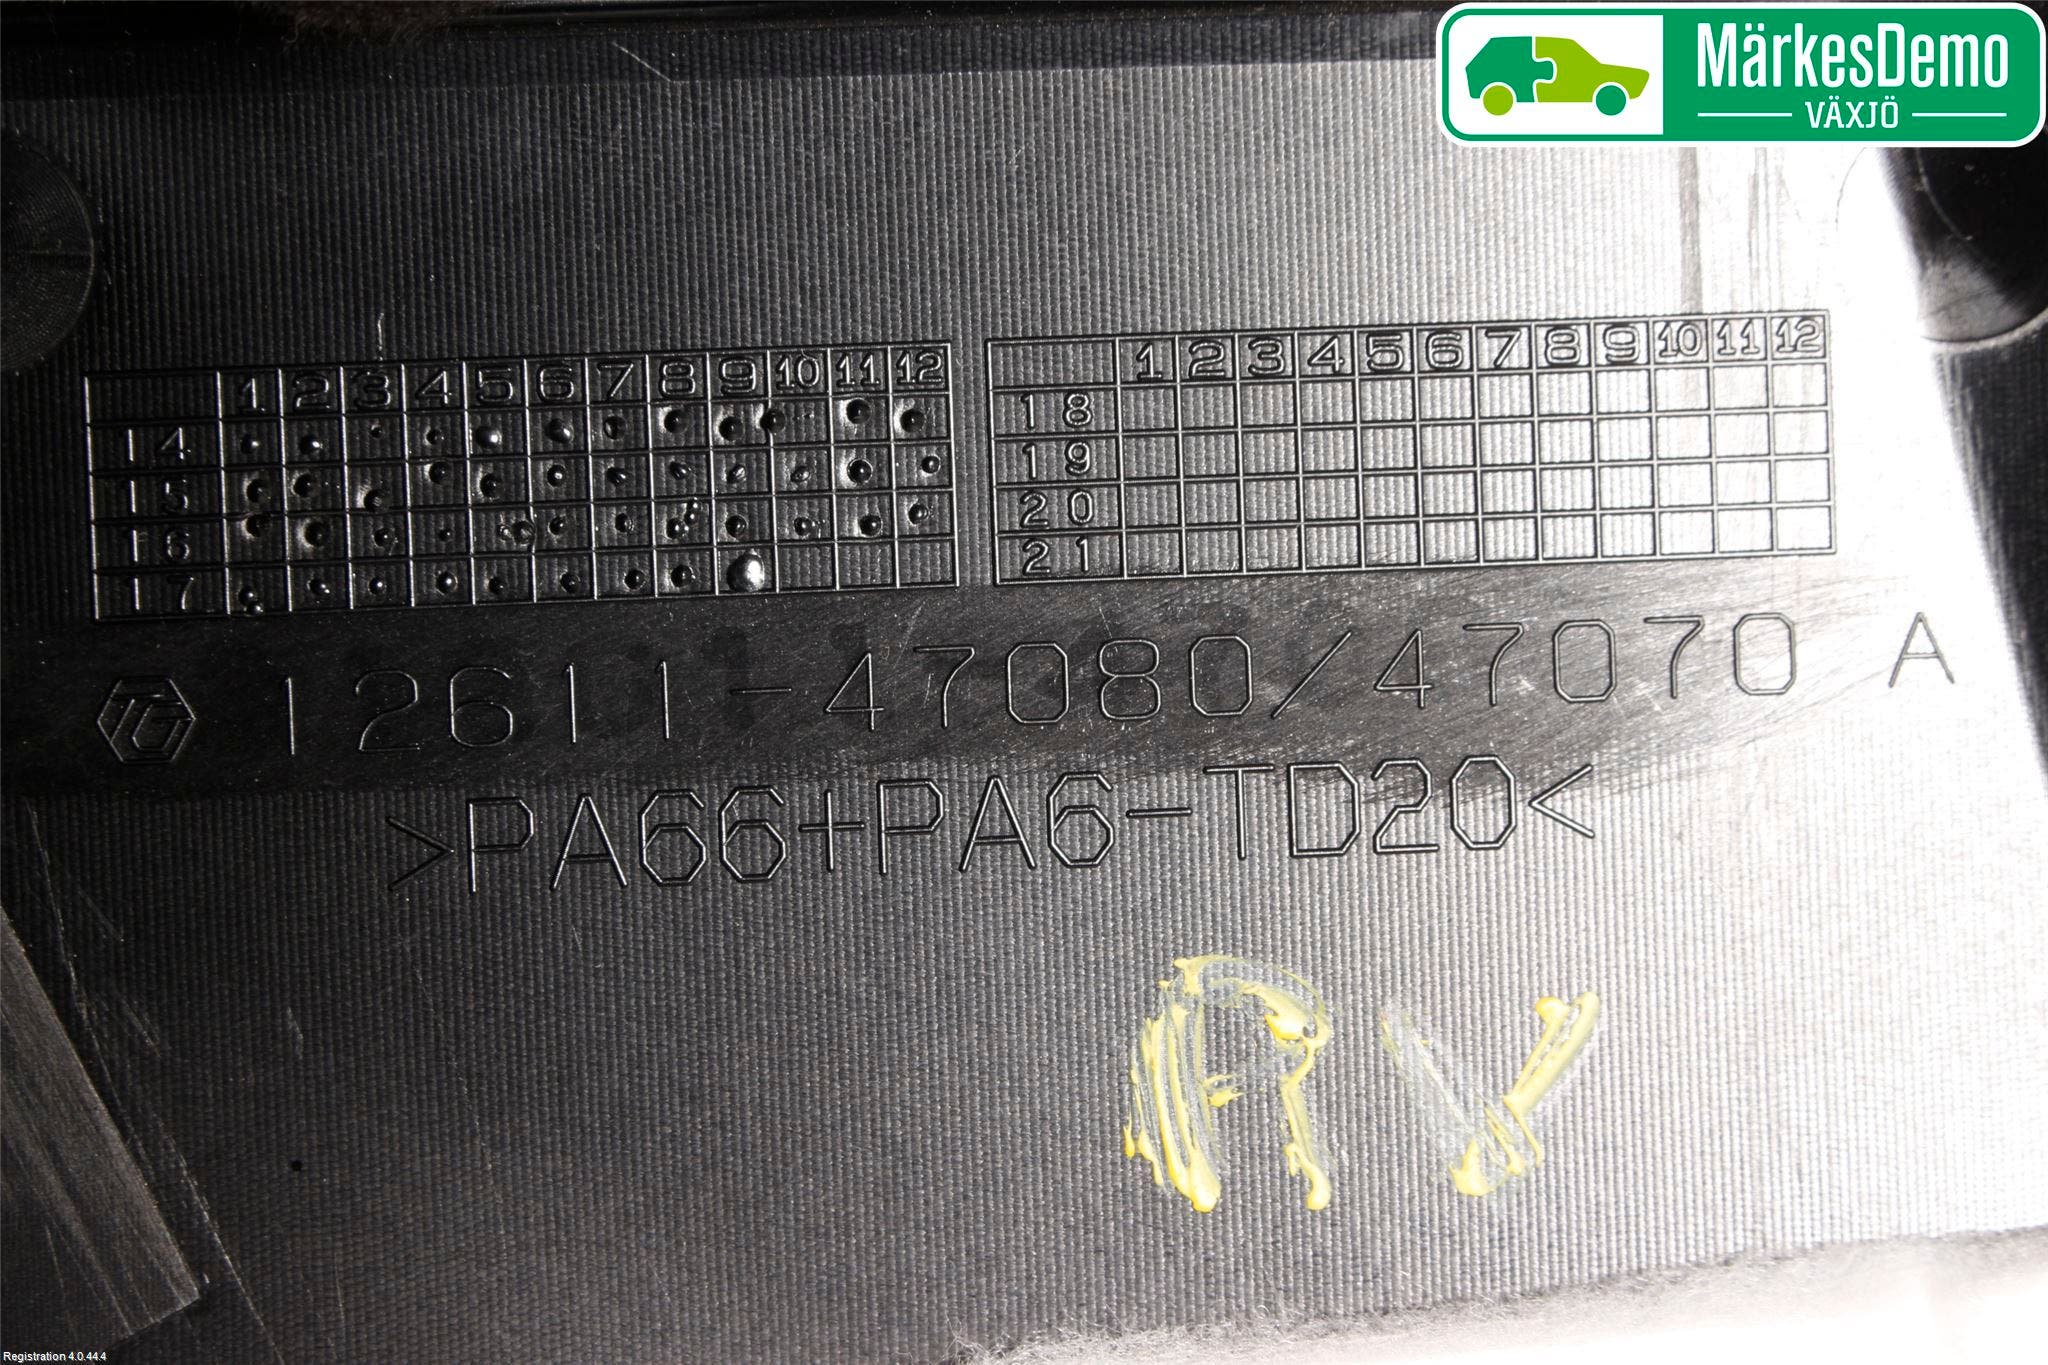 MärkesDemo
VÄXJÖ
1 2 3 4 5 6 7 8 9 10 11 12
14
15
16
17
1 2 3 4 5 6 7 8 9 10 11 12
18
19
20
21
TG 12611-47080/47070 A
>PA66+PA6-TD20<
Registration 4.0.44.4